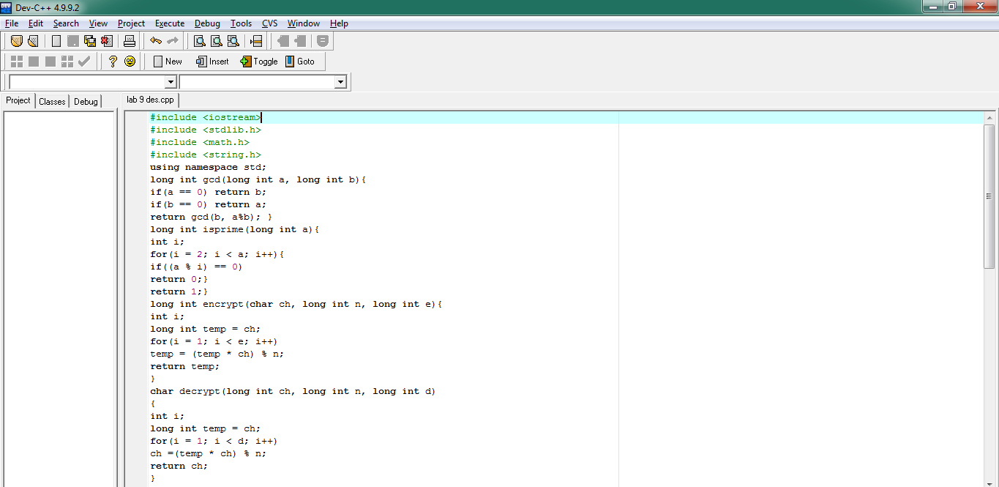 Dev-C++ 4.9.9.2
File Edit Search View Project Execute Debug Tools CVS Window Help
New Insert Toggle Goto
Project Classes Debug
lab 9 des.cpp
#include <iostream>
#include <stdlib.h>
#include <math.h>
#include <string.h>
using namespace std;
long int gcd(long int a, long int b){
if(a == 0) return b;
if(b == 0) return a;
return gcd(b, a%b); }
long int isprime(long int a){
int i;
for(i = 2; i < a; i++){
if((a % i) == 0)
return 0;}
return 1;}
long int encrypt(char ch, long int n, long int e){
int i;
long int temp = ch;
for(i = 1; i < e; i++)
temp = (temp * ch) % n;
return temp;
}
char decrypt(long int ch, long int n, long int d)
{
int i;
long int temp = ch;
for(i = 1; i < d; i++)
ch =(temp * ch) % n;
return ch;
}